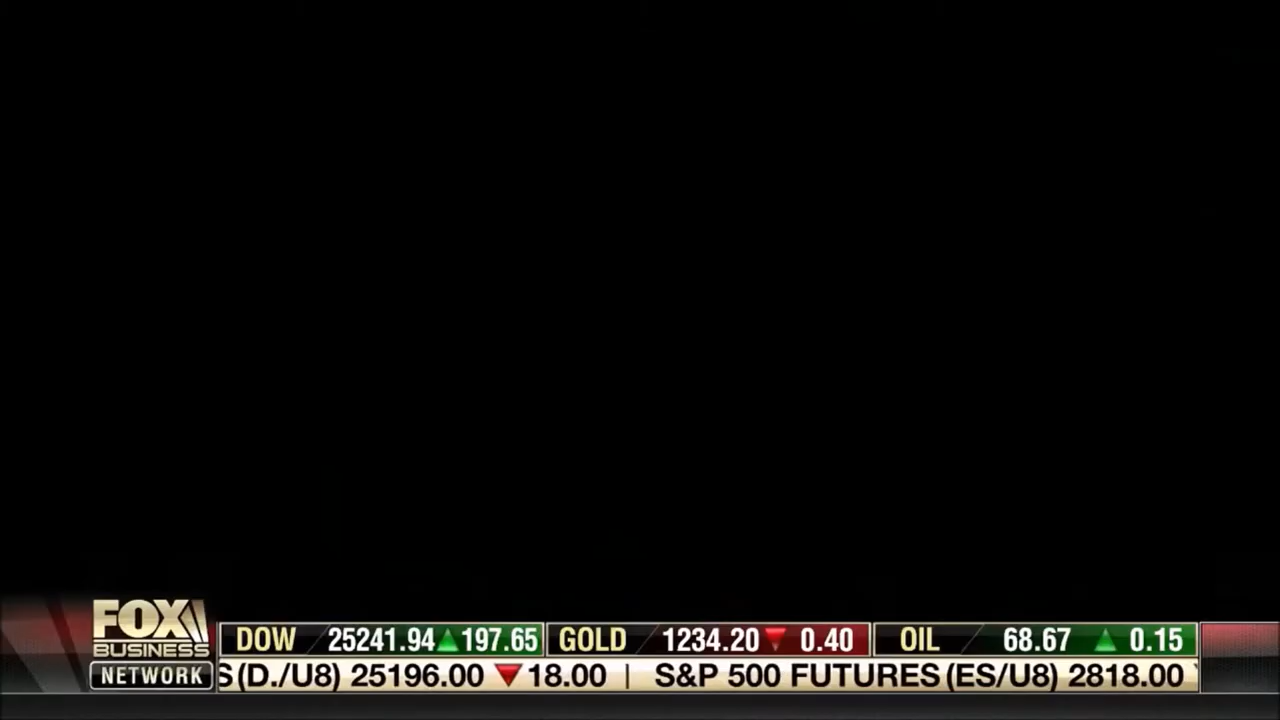 FOX
BUSINESS
NETWORK
DOW 25241.94 ▲ 197.65 GOLD 1234.20 ▼ 0.40 OIL 68.67 ▲ 0.15
S (D./U8) 25196.00 ▼ 18.00 | S&P 500 FUTURES (ES/U8) 2818.00